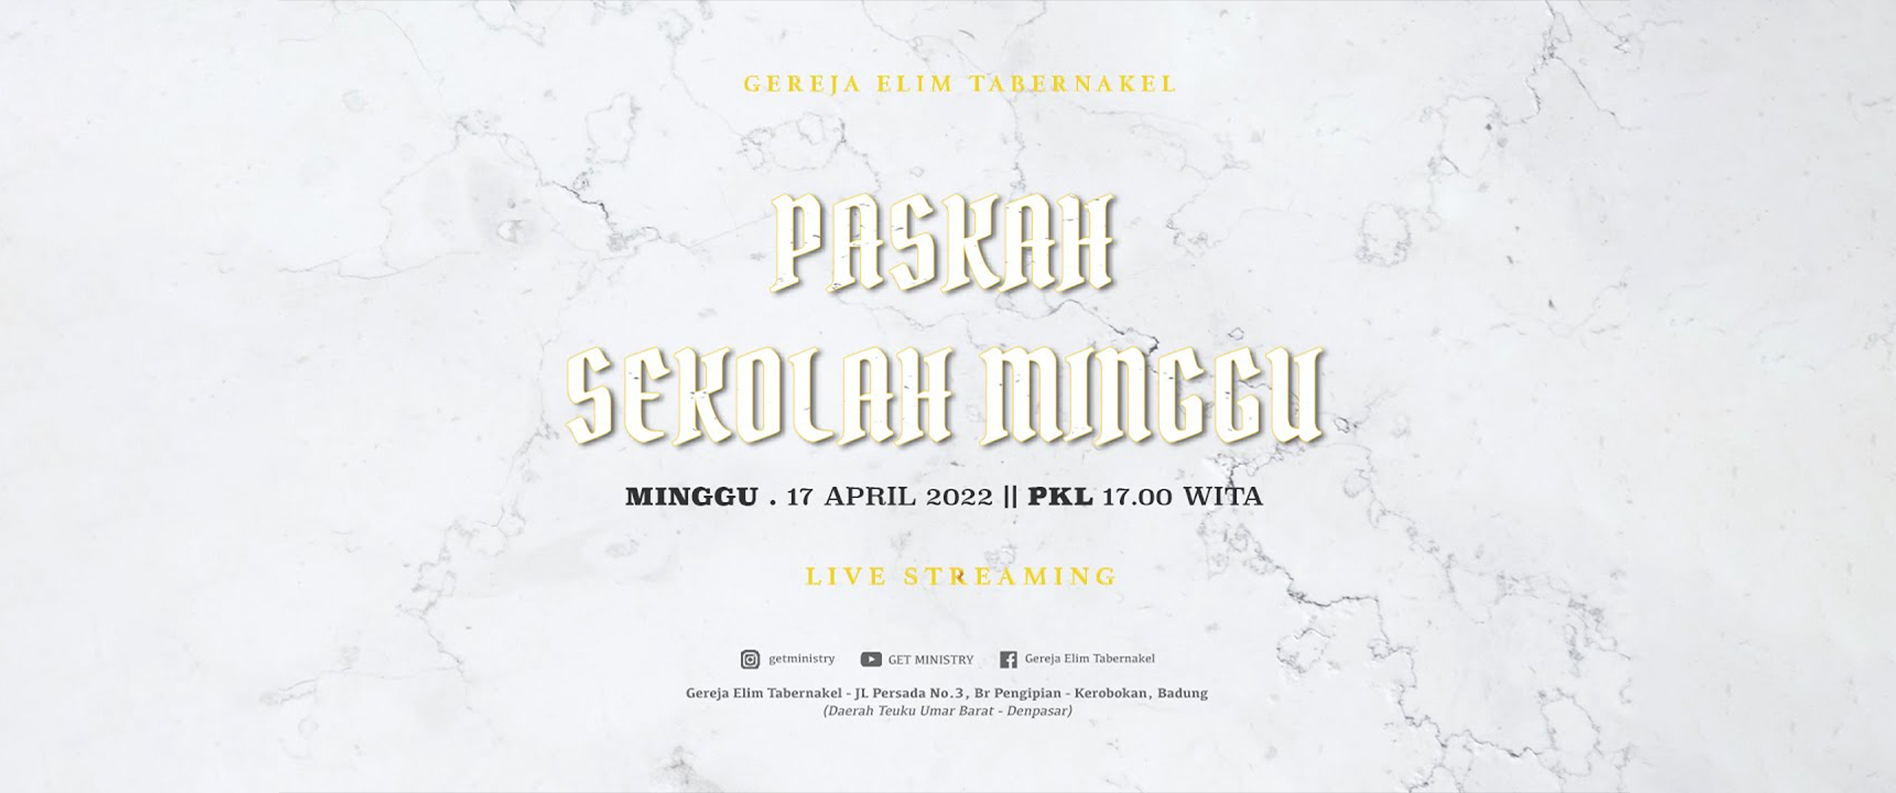 GEREJA ELIM TABERNAKEL
PASKAH
SEKOLAH MINGGU
MINGGU . 17 APRIL 2022 || PKL 17.00 WITA
LIVE STREAMING
getministry GET MINISTRY Gereja Elim Tabernakel
Gereja Elim Tabernakel - JL Persada No.3, Br Pengipian - Kerobokan, Badung
(Daerah Teuku Umar Barat - Denpasar)